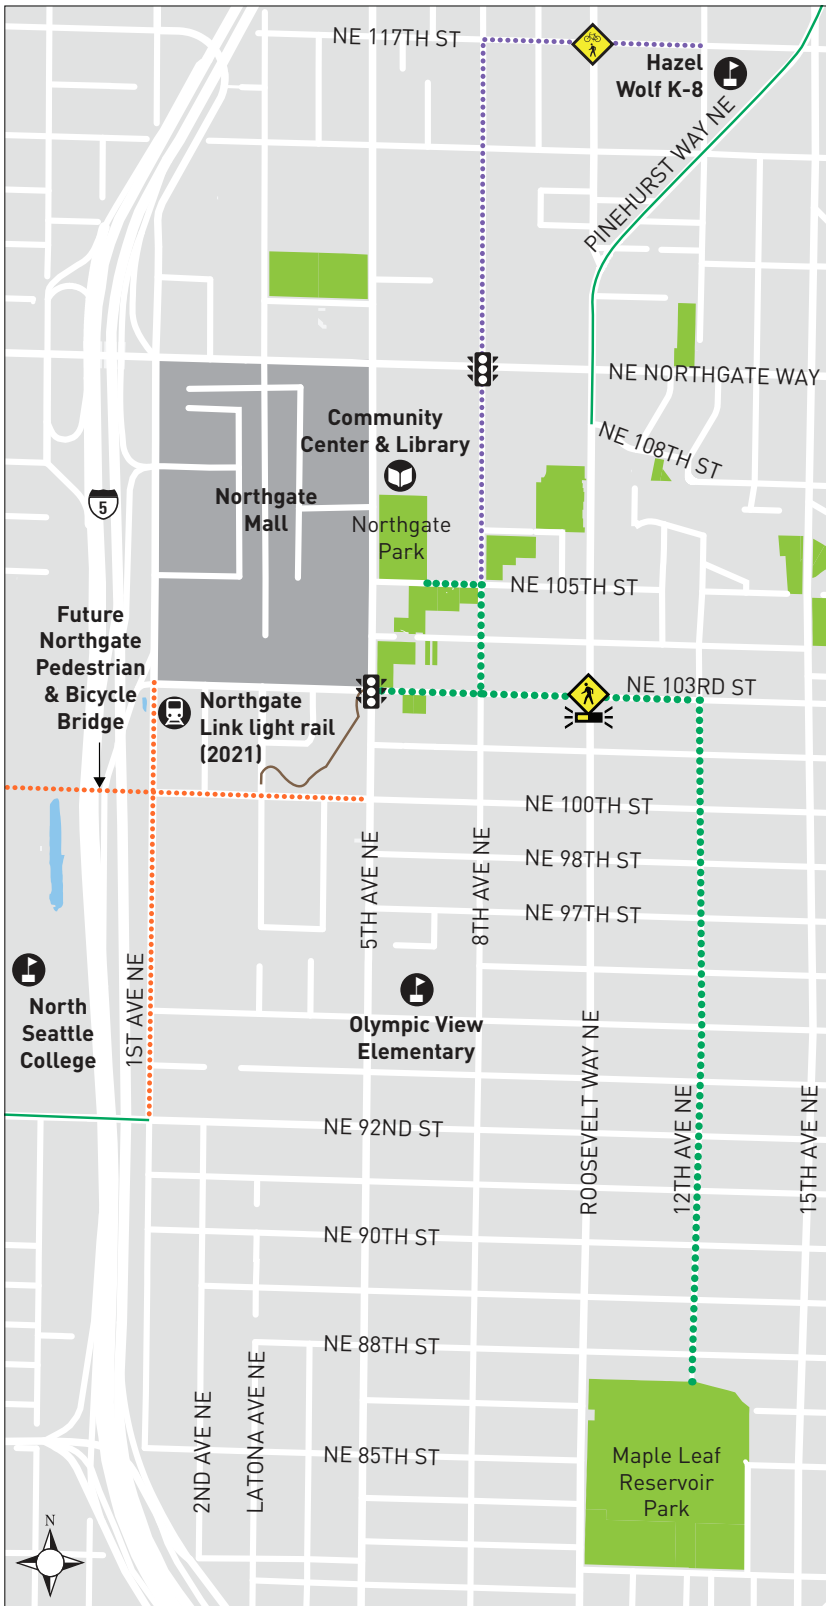 NE 117TH ST
Hazel
Wolf K-8
PINEHURST WAY NE
NE NORTHGATE WAY
Community
Center & Library
NE 108TH ST
Northgate
Mall
5
Northgate
Park
NE 105TH ST
Future
Northgate
Pedestrian
& Bicycle
Bridge
Northgate
Link light rail
(2021)
NE 103RD ST
NE 100TH ST
NE 98TH ST
NE 97TH ST
5TH AVE NE
8TH AVE NE
North
Seattle
College
1ST AVE NE
Olympic View
Elementary
ROOSEVELT WAY NE
12TH AVE NE
15TH AVE NE
NE 92ND ST
NE 90TH ST
NE 88TH ST
2ND AVE NE
LATONA AVE NE
NE 85TH ST
Maple Leaf
Reservoir
Park
N